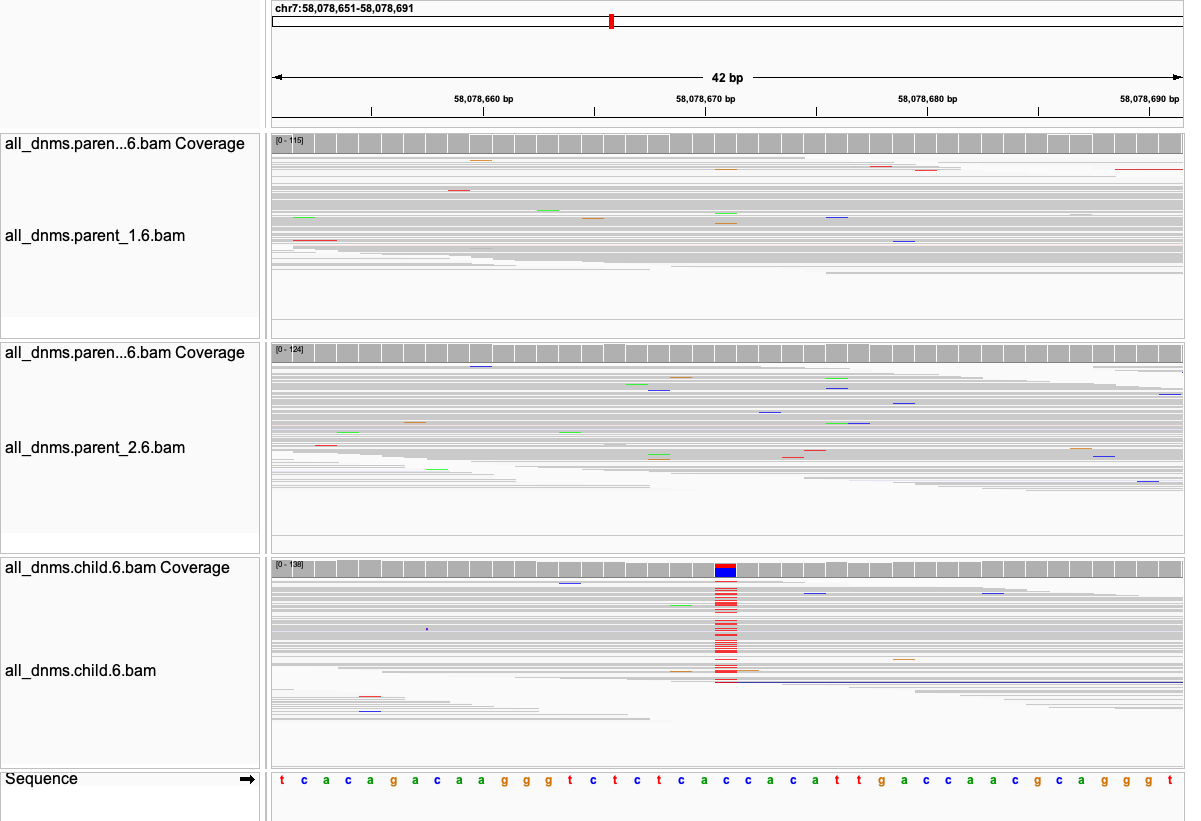 chr7:58,078,651-58,078,691
42 bp
58,078,660 bp 58,078,670 bp 58,078,680 bp 58,078,690 bp
all_dnms.paren...6.bam Coverage
[0 - 115]
all_dnms.parent_1.6.bam
all_dnms.paren...6.bam Coverage
[0 - 124]
all_dnms.parent_2.6.bam
all_dnms.child.6.bam Coverage
[0 - 138]
all_dnms.child.6.bam
Sequence
t c a c a g a c a a g g g t c t c t c a c c a c a t t g a c c a a c g c a g g g t